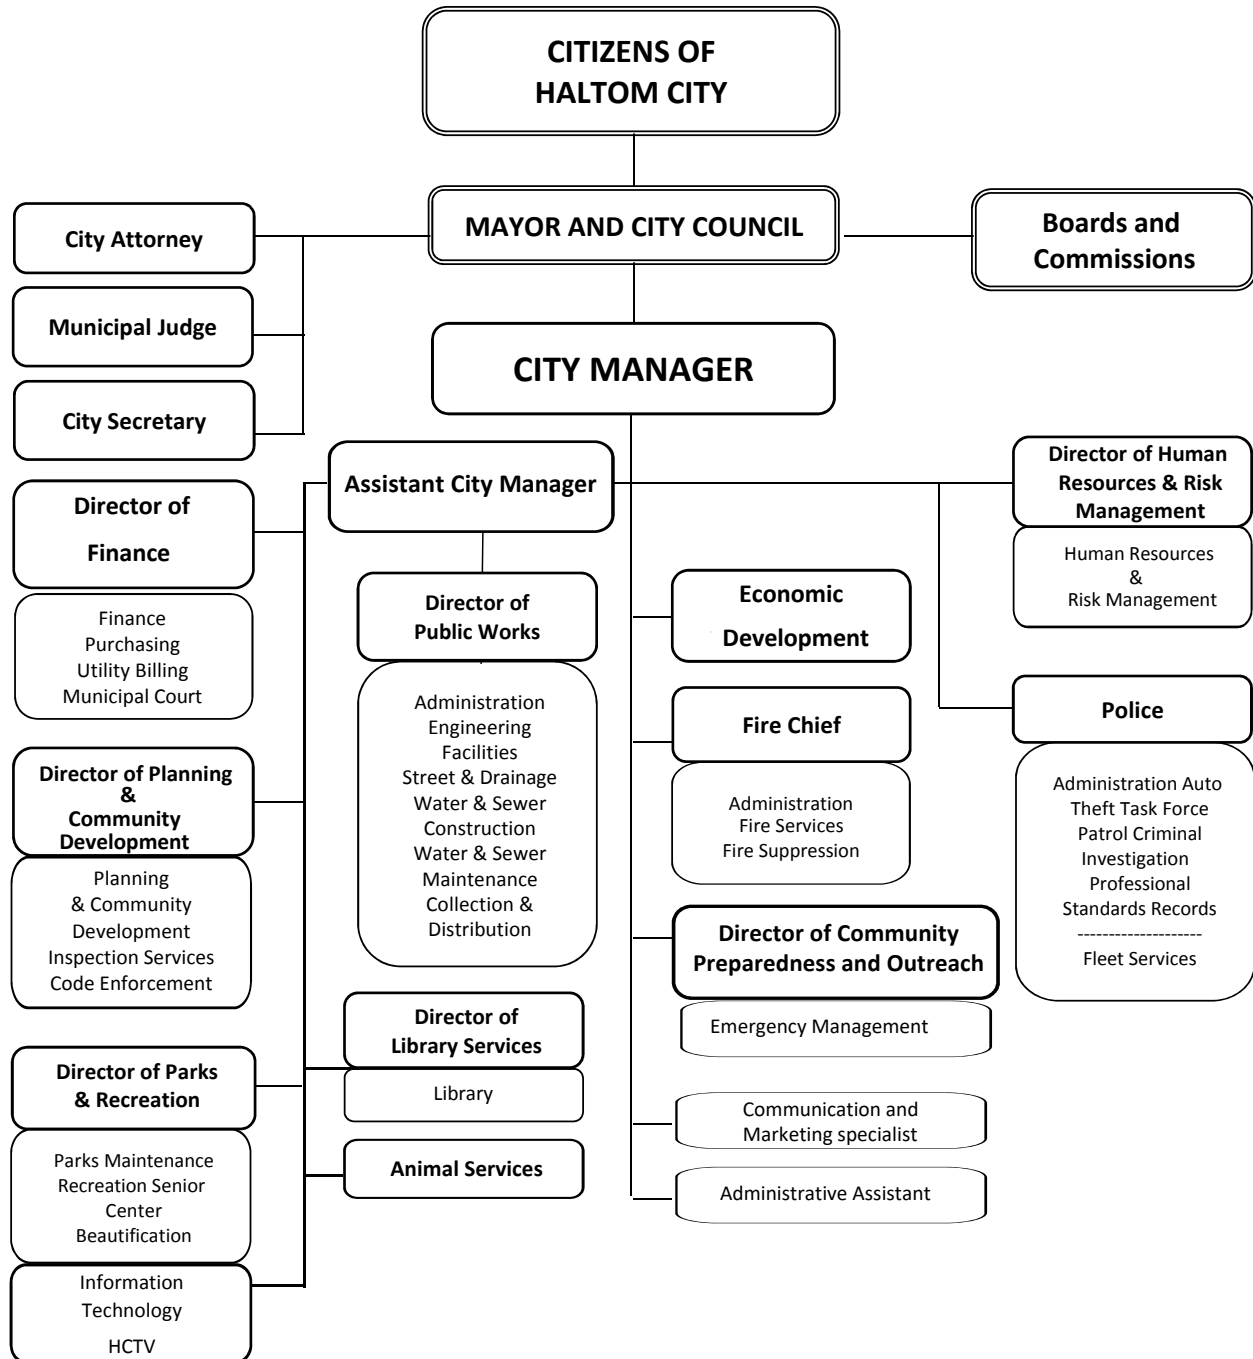 CITIZENS OF
HALTOM CITY
MAYOR AND CITY COUNCIL
Boards and
Commissions
City Attorney
Municipal Judge
City Secretary
CITY MANAGER
Assistant City Manager
Director of Human
Resources & Risk
Management
Human Resources
&
Risk Management
Director of
Finance
Finance
Purchasing
Utility Billing
Municipal Court
Director of
Public Works
Administration
Engineering
Facilities
Street & Drainage
Water & Sewer
Construction
Water & Sewer
Maintenance
Collection &
Distribution
Economic
Development
Fire Chief
Administration
Fire Services
Fire Suppression
Police
Administration Auto
Theft Task Force
Patrol Criminal
Investigation
Professional
Standards Records
--------------------
Fleet Services
Director of Planning
&
Community
Development
Planning
& Community
Development
Inspection Services
Code Enforcement
Director of Community
Preparedness and Outreach
Emergency Management
Director of
Library Services
Library
Director of Parks
& Recreation
Parks Maintenance
Recreation Senior
Center
Beautification
Communication and
Marketing specialist
Animal Services
Administrative Assistant
Information
Technology
HCTV